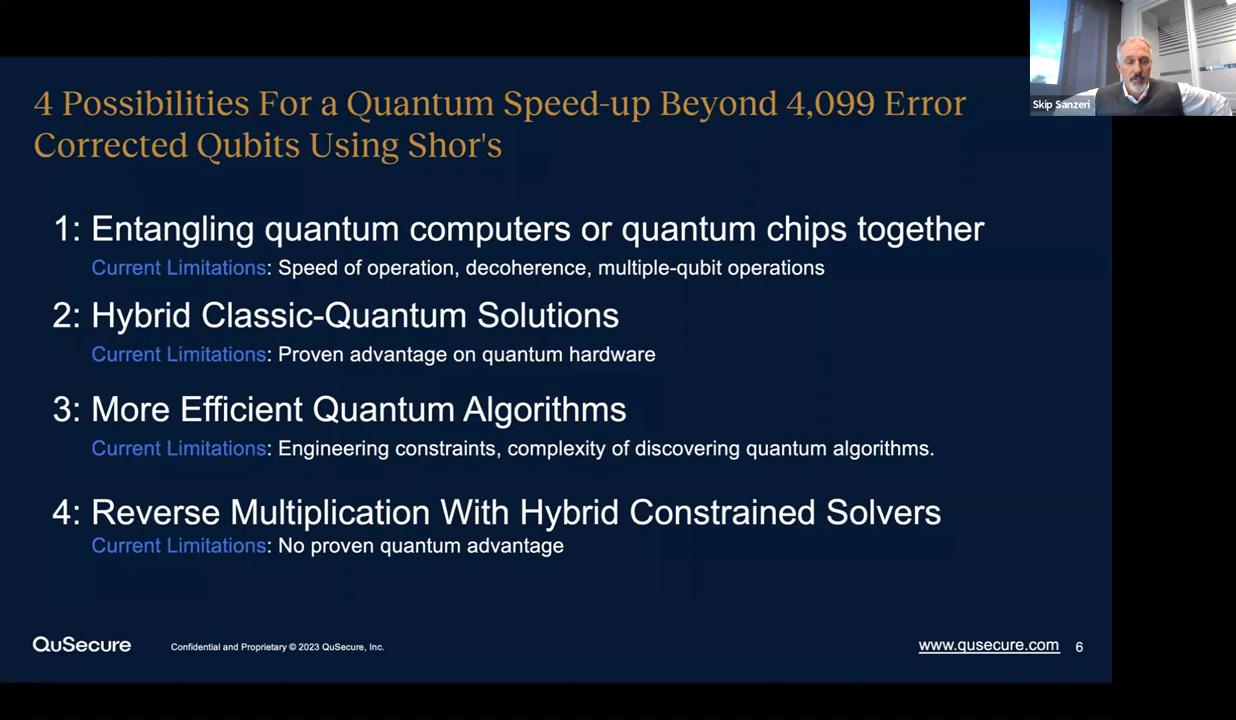 4 Possibilities For a Quantum Speed-up Beyond 4,099 Error
Corrected Qubits Using Shor's
1: Entangling quantum computers or quantum chips together
Current Limitations: Speed of operation, decoherence, multiple-qubit operations
2: Hybrid Classic-Quantum Solutions
Current Limitations: Proven advantage on quantum hardware
3: More Efficient Quantum Algorithms
Current Limitations: Engineering constraints, complexity of discovering quantum algorithms.
4: Reverse Multiplication With Hybrid Constrained Solvers
Current Limitations: No proven quantum advantage
QuSecure
Confidential and Proprietary © 2023 QuSecure, Inc.
www.qusecure.com
6
Skip Sanzeri